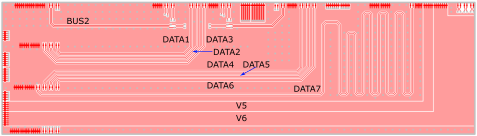 BUS2
DATA1 DATA3
DATA2
DATA4 DATA5
DATA6 DATA7
V5
V6